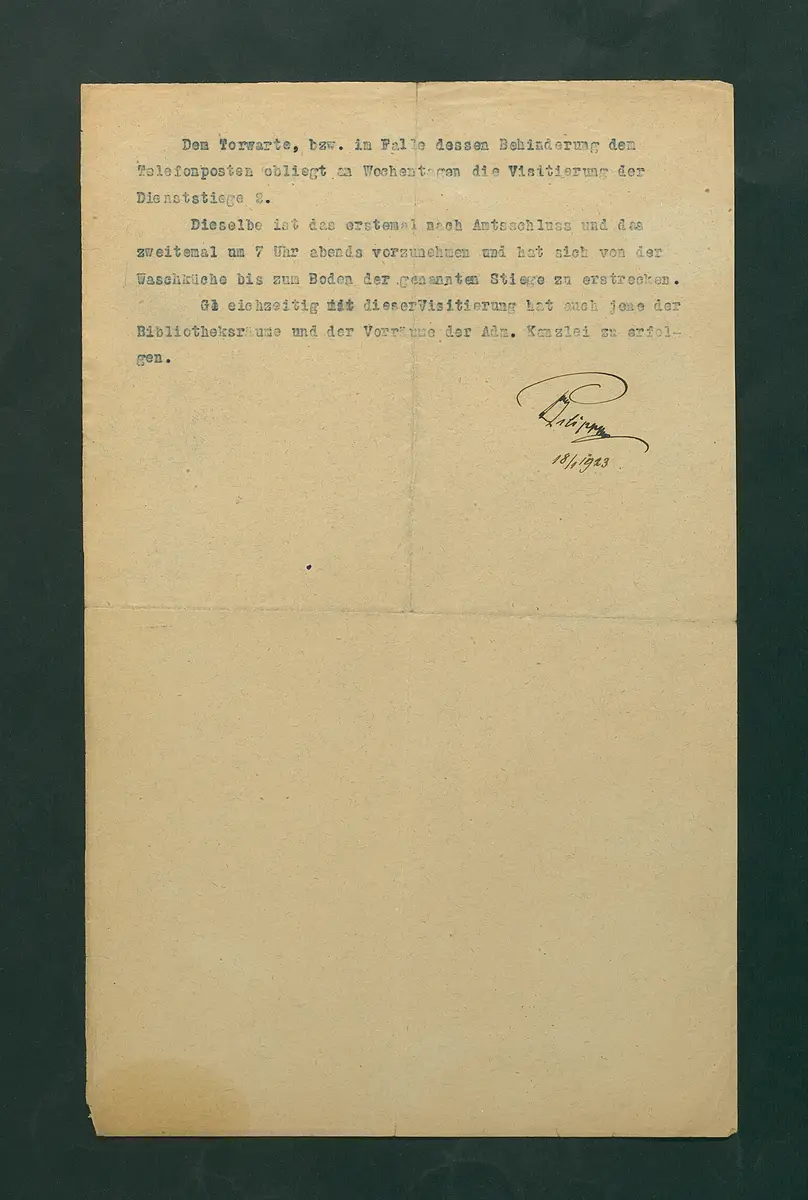 Dem Torwarte, bzw. im Falle dessen Behinderung dem
Telefonposten obliegt an Wochentagen die Visitierung der
Dienststiege 2.
Dieselbe ist das erstemal nach Amtsschluss und das
zweitemal um 7 Uhr abends vorzunehmen und hat sich von der
Waschküche bis zum Boden der genannten Stiege zu erstrecken.
Gl eichzeitig mit dieserVisitierung hat auch jene der
Bibliotheksräume und der Vorräume der Adm. Kanzlei zu erfol-
gen.
1923